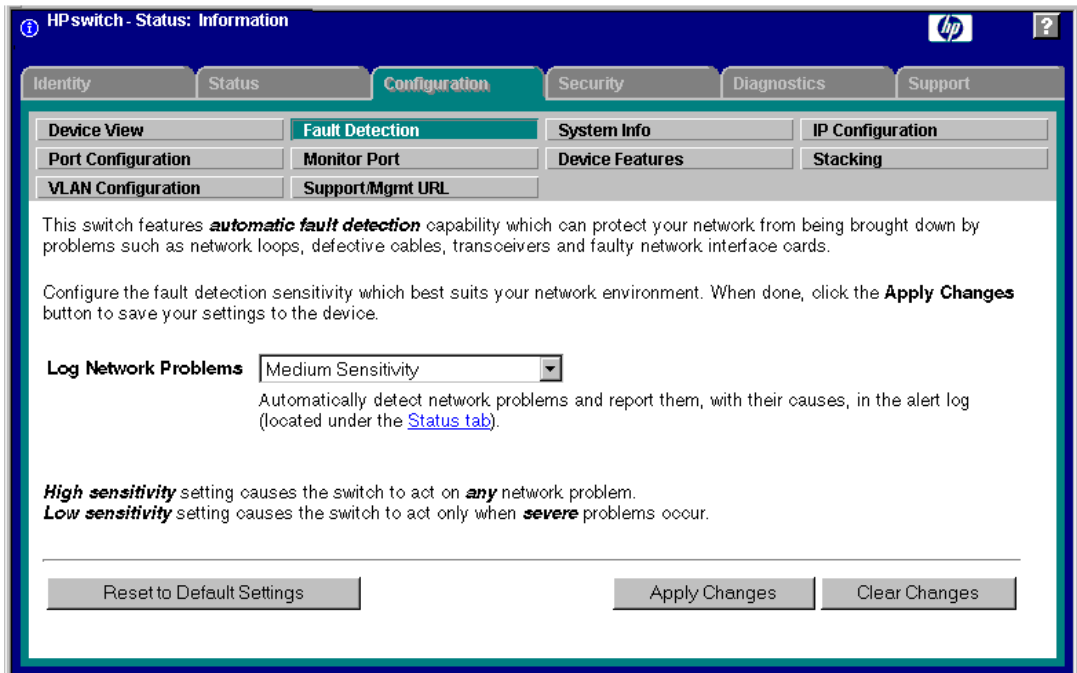 HPswitch - Status: Information
hp
?
Identity Status Configuration Security Diagnostics Support
Device View Fault Detection System Info IP Configuration
Port Configuration Monitor Port Device Features Stacking
VLAN Configuration Support/Mgmt URL
This switch features automatic fault detection capability which can protect your network from being brought down by
problems such as network loops, defective cables, transceivers and faulty network interface cards.
Configure the fault detection sensitivity which best suits your network environment. When done, click the Apply Changes
button to save your settings to the device.
Log Network Problems Medium Sensitivity
Automatically detect network problems and report them, with their causes, in the alert log
(located under the Status tab).
High sensitivity setting causes the switch to act on any network problem.
Low sensitivity setting causes the switch to act only when severe problems occur.
Reset to Default Settings Apply Changes Clear Changes